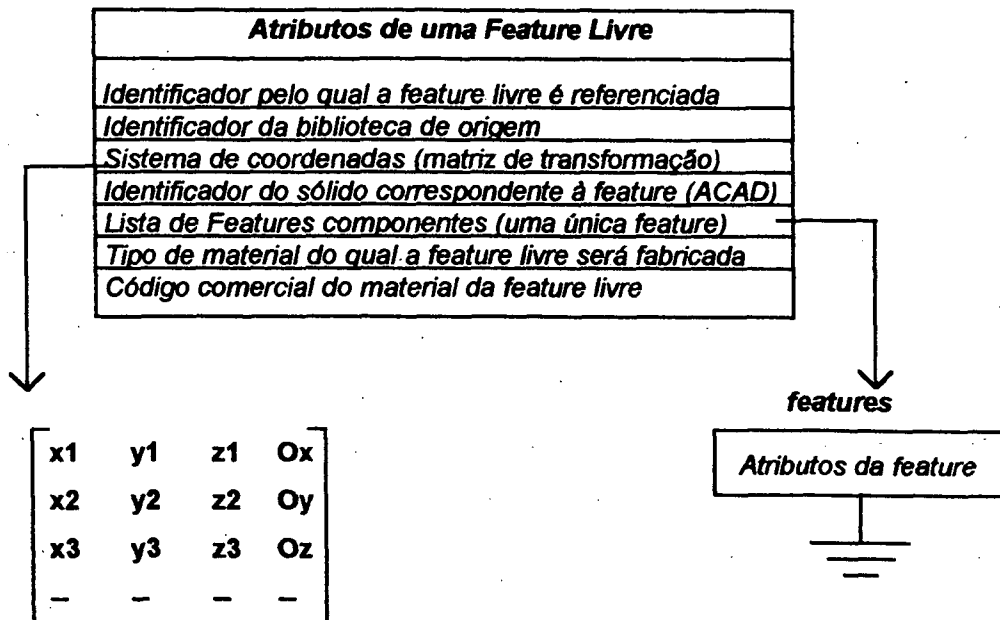 Atributos de uma Feature Livre
Identificador pelo qual a feature livre é referenciada
Identificador da biblioteca de origem
Sistema de coordenadas (matriz de transformação)
Identificador do sólido correspondente à feature (ACAD)
Lista de Features componentes (uma única feature)
Tipo de material do qual a feature livre será fabricada
Código comercial do material da feature livre
features
Atributos da feature
x1 y1 z1 Ox
x2 y2 z2 Oy
x3 y3 z3 Oz
– – – –